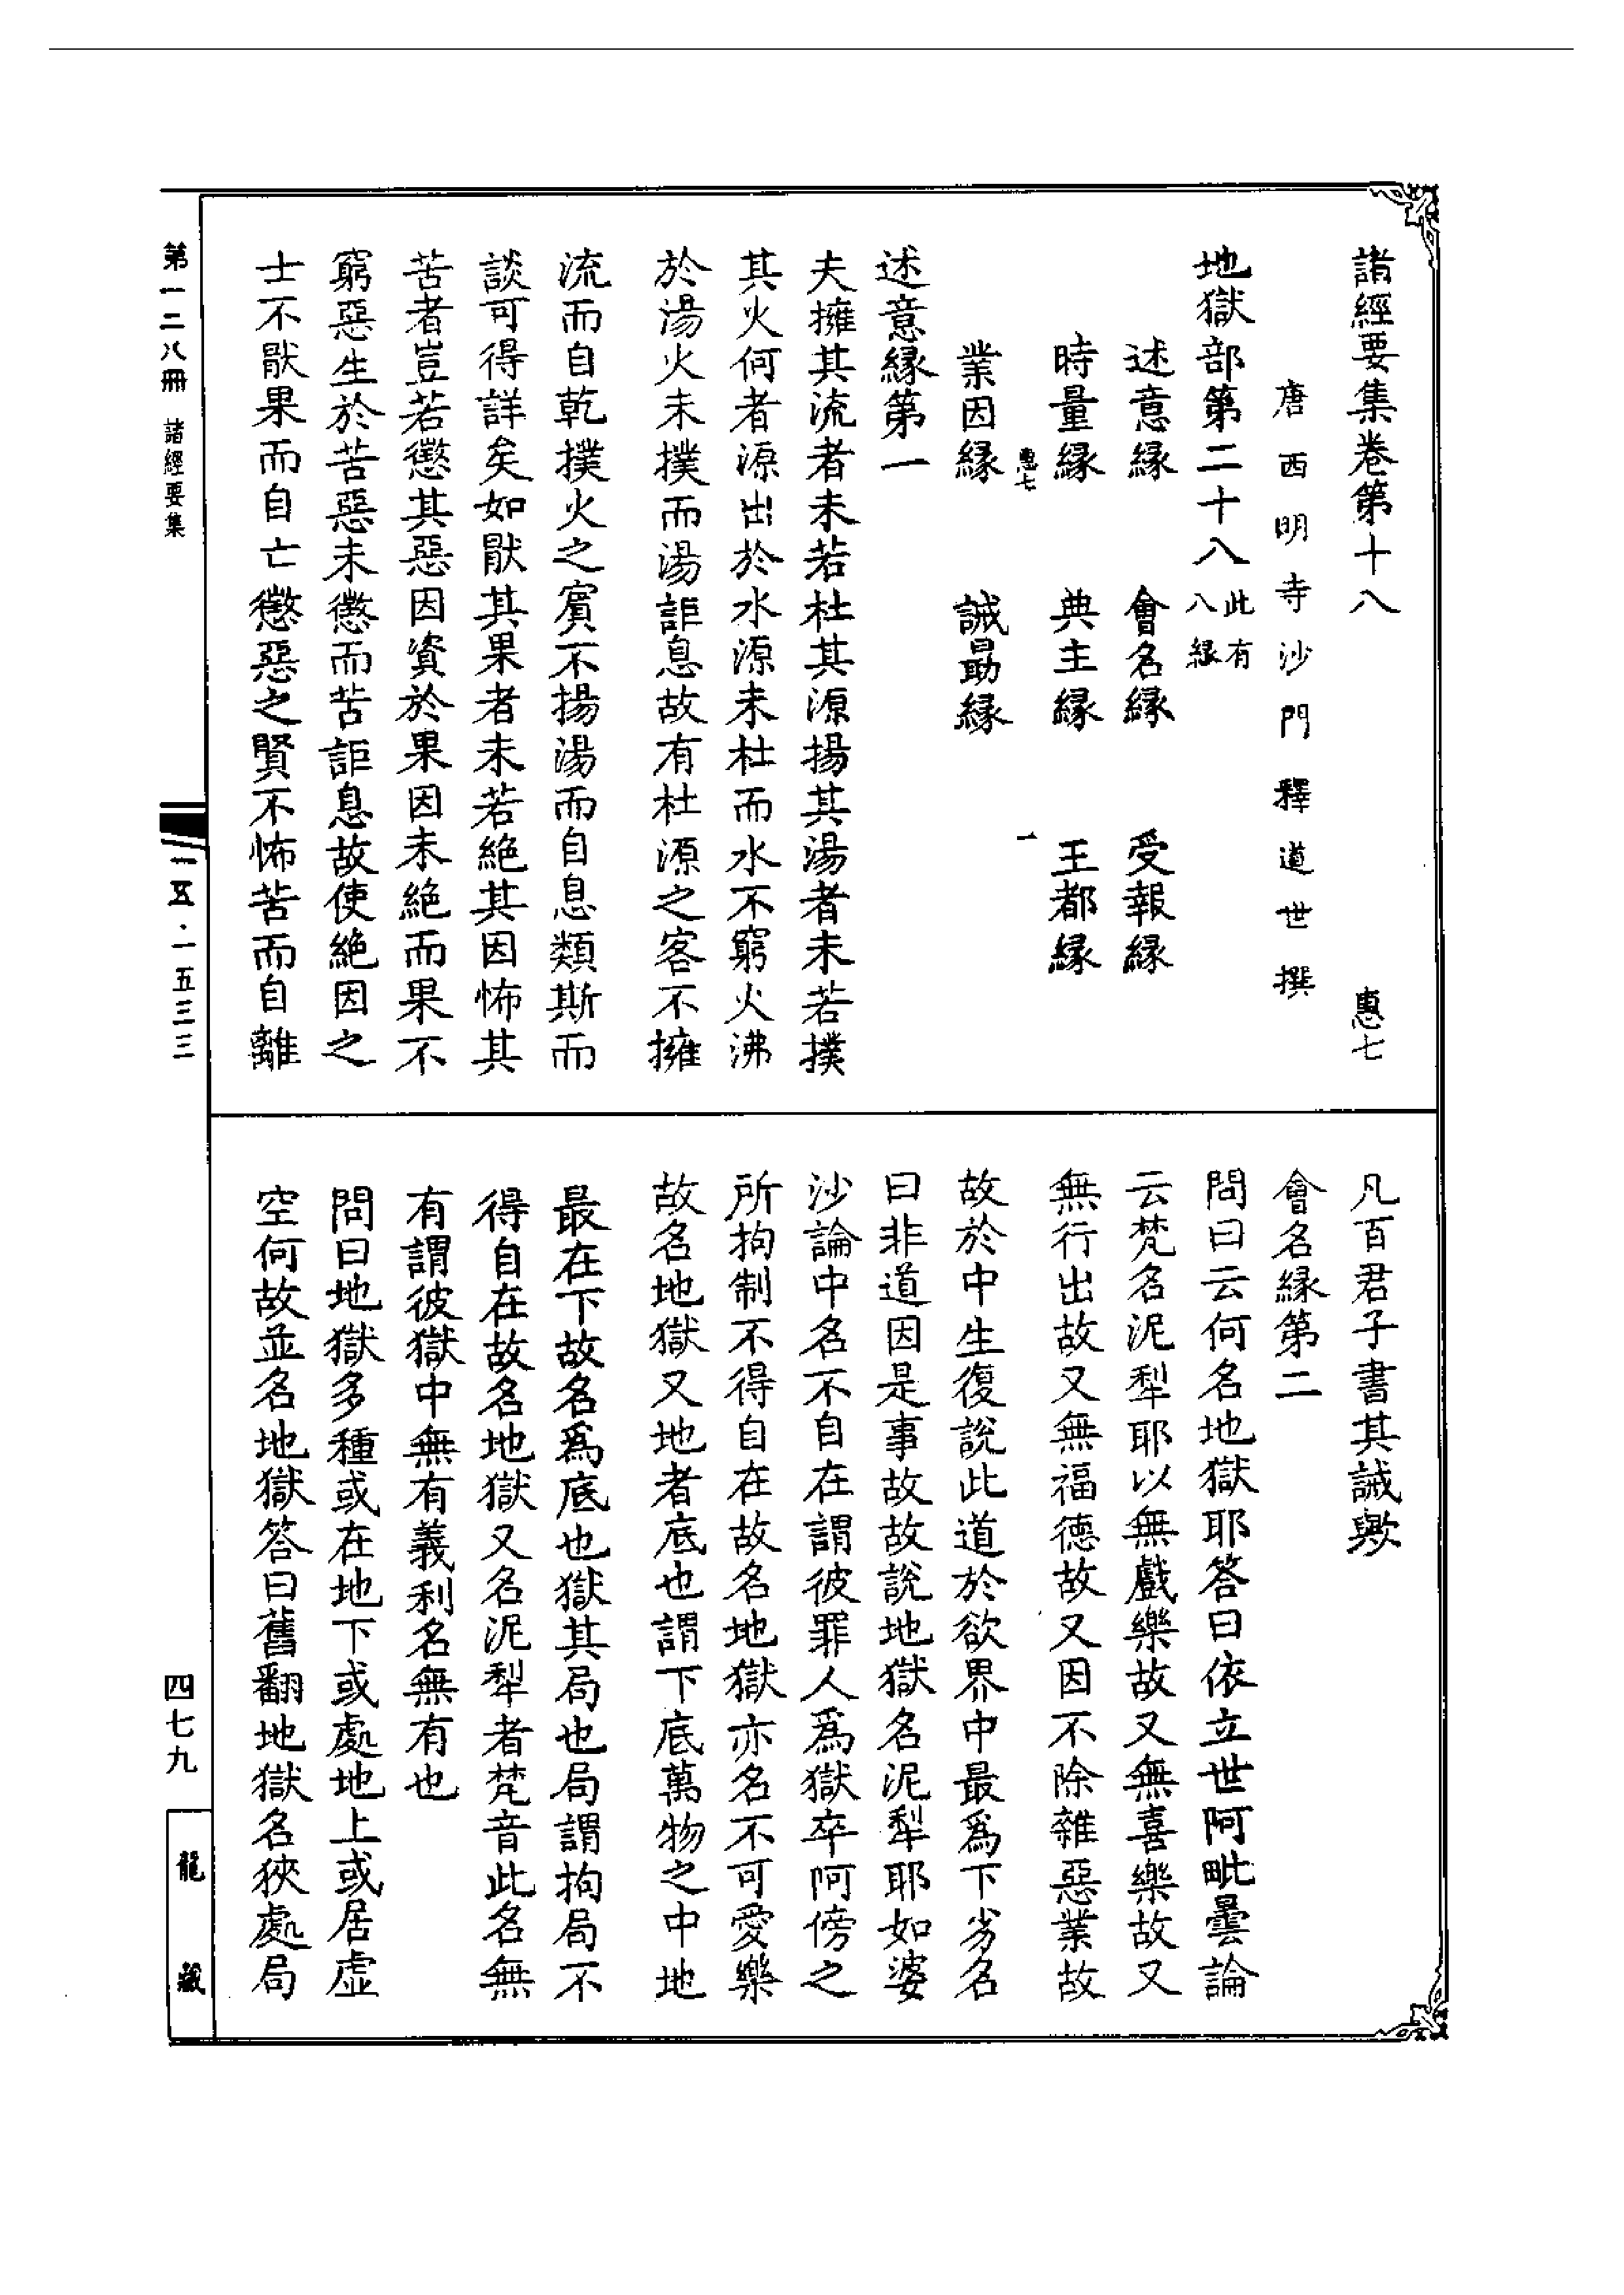 諸經要集卷第十八　惠七
唐西明寺沙門釋道世撰
地獄部第二十八此有八緣
述意緣　會名緣　受報緣
時量緣　典主緣　王都緣
惠七　一
業因緣　誡勗緣
述意緣第一
夫擁其流者未若杜其源揚其湯者未若撲
其火何者源出於水源未杜而水不窮火沸
於湯火未撲而湯詎息故有杜源之客不擁
流而自乾撲火之賓不揚湯而自息類斯而
談可得詳矣如猒其果者未若絕其因怖其
苦者豈若懲其惡因資於果因未絕而果不
窮惡生於苦惡未懲而苦詎息故使絕因之
士不猒果而自亡懲惡之賢不怖苦而自離
凡百君子書其誡歟
會名緣第二
問曰云何名地獄耶答曰依立世阿毗曇論
云梵名泥犁耶以無戲樂故又無喜樂故又
無行出故又無福德故又因不除雜惡業故
故於中生復說此道於欲界中最爲下劣名
曰非道因是事故故說地獄名泥犁耶如婆
沙論中名不自在謂彼罪人爲獄卒阿傍之
所拘制不得自在故名地獄亦名不可愛樂
故名地獄又地者底也謂下底萬物之中地
最在下故名爲底也獄其局也局謂拘局不
得自在故名地獄又名泥犁者梵音此名無
有謂彼獄中無有義利名無有也
問曰地獄多種或在地下或處地上或居虛
空何故並名地獄答曰舊翻地獄名狹處局
第一二八冊　諸經要集
一五·一五三三
四七九
龍藏